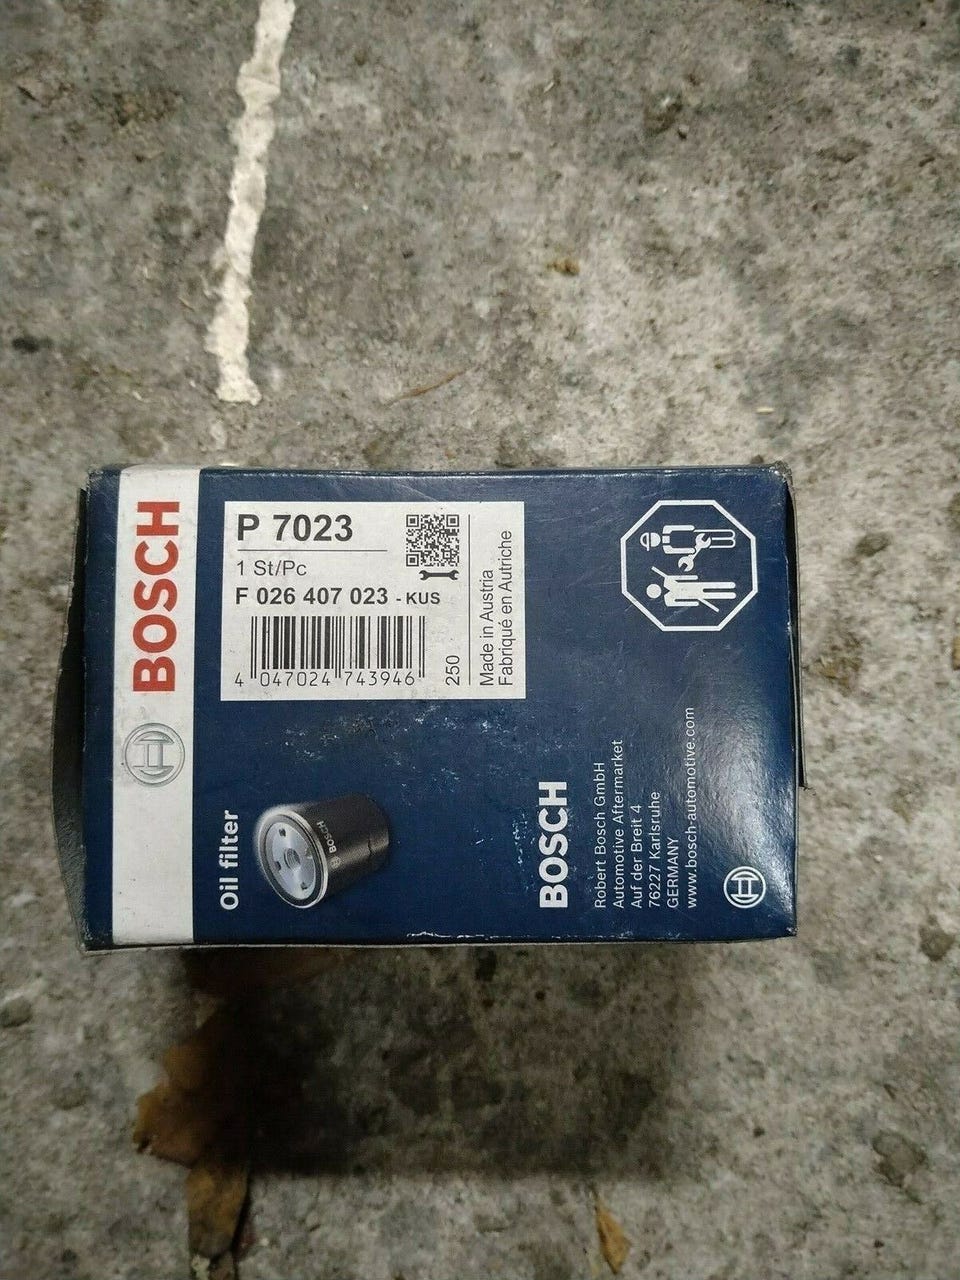 BOSCH
P 7023
1 St/Pc
F 026 407 023 - KUS
4 047024 743946
250
Made in Austria
Fabriqué en Autriche
Oil filter
BOSCH
BOSCH
Robert Bosch GmbH
Automotive Aftermarket
Auf der Breit 4
76227 Karlsruhe
GERMANY
www.bosch-automotive.com